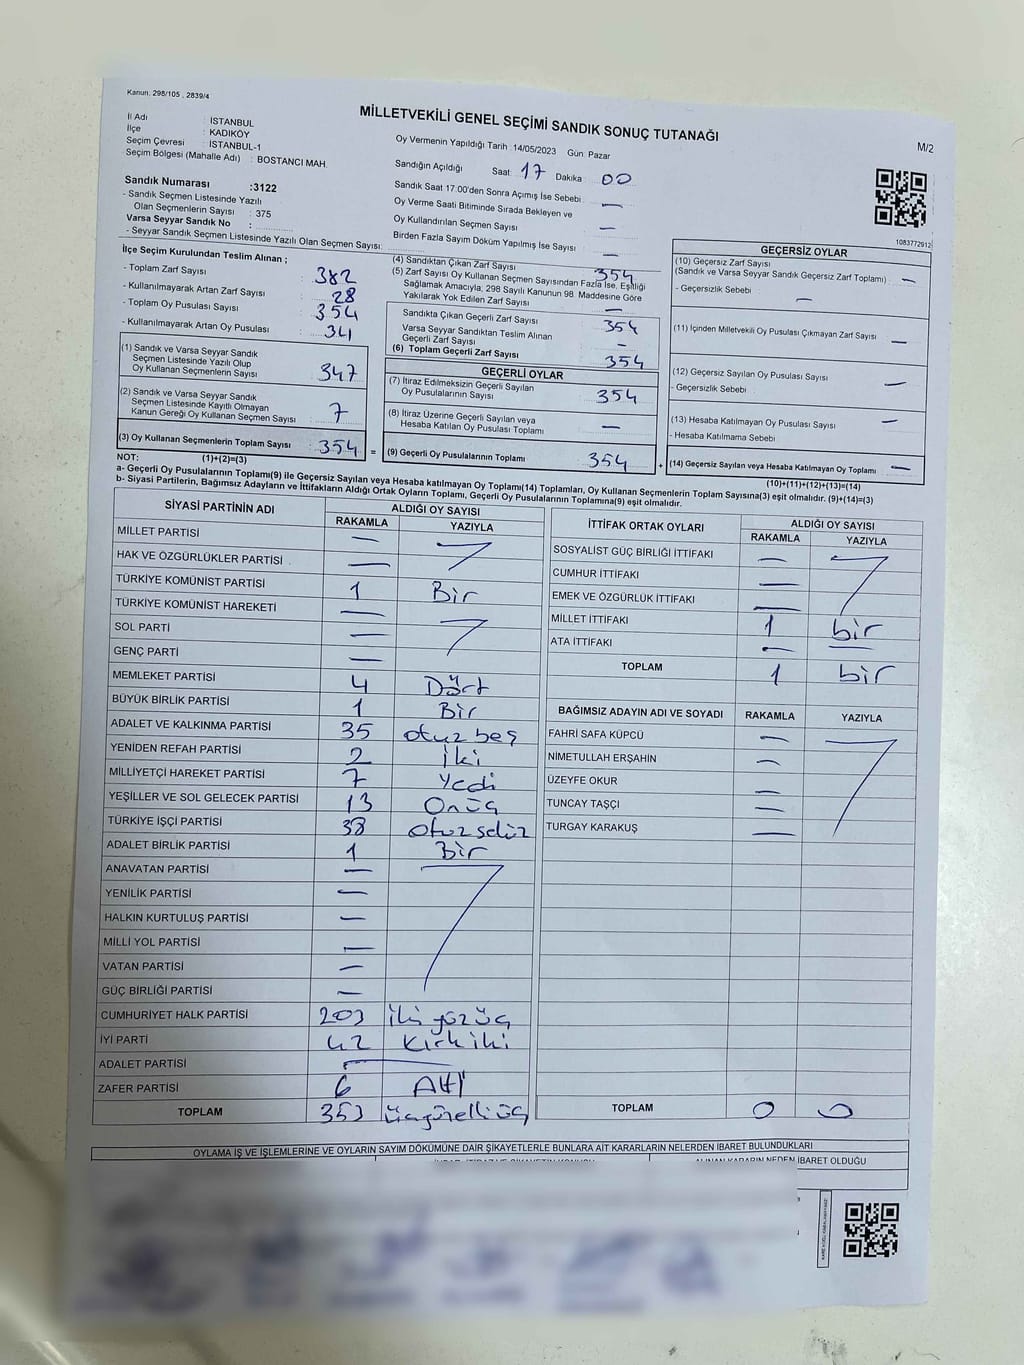 Kanun: 298/105 , 2839/4
MİLLETVEKİLİ GENEL SEÇİMİ SANDIK SONUÇ TUTANAĞI
M/2
İl Adı : İSTANBUL
İlçe : KADIKÖY
Seçim Çevresi : İSTANBUL-1
Seçim Bölgesi (Mahalle Adı) : BOSTANCI MAH.
Oy Vermenin Yapıldığı Tarih :14/05/2023 Gün: Pazar
Sandığın Açıldığı Saat 17 Dakika 00
Sandık Saat 17.00'den Sonra Açılmış İse Sebebi : —
Oy Verme Saati Bitiminde Sırada Bekleyen ve
Oy Kullandırılan Seçmen Sayısı —
Birden Fazla Sayım Döküm Yapılmış İse Sayısı —
Sandık Numarası :3122
- Sandık Seçmen Listesinde Yazılı
Olan Seçmenlerin Sayısı : 375
Varsa Seyyar Sandık No :
- Seyyar Sandık Seçmen Listesinde Yazılı Olan Seçmen Sayısı:
1083772912
İlçe Seçim Kurulundan Teslim Alınan ;
- Toplam Zarf Sayısı 382
- Kullanılmayarak Artan Zarf Sayısı 28
- Toplam Oy Pusulası Sayısı 354
- Kullanılmayarak Artan Oy Pusulası 34
(1) Sandık ve Varsa Seyyar Sandık
Seçmen Listesinde Yazılı Olup
Oy Kullanan Seçmenlerin Sayısı 347
(2) Sandık ve Varsa Seyyar Sandık
Seçmen Listesinde Kayıtlı Olmayan
Kanun Gereği Oy Kullanan Seçmen Sayısı 7
(3) Oy Kullanan Seçmenlerin Toplam Sayısı 354 =
(4) Sandıktan Çıkan Zarf Sayısı 354
(5) Zarf Sayısı Oy Kullanan Seçmen Sayısından Fazla İse, Eşitliği
Sağlamak Amacıyla, 298 Sayılı Kanunun 98. Maddesine Göre
Yakılarak Yok Edilen Zarf Sayısı —
Sandıkta Çıkan Geçerli Zarf Sayısı 354
Varsa Seyyar Sandıktan Teslim Alınan
Geçerli Zarf Sayısı -
(6) Toplam Geçerli Zarf Sayısı 354
GEÇERLİ OYLAR
(7) İtiraz Edilmeksizin Geçerli Sayılan
Oy Pusulalarının Sayısı 354
(8) İtiraz Üzerine Geçerli Sayılan veya
Hesaba Katılan Oy Pusulası Toplamı —
(9) Geçerli Oy Pusulalarının Toplamı 354 +
GEÇERSİZ OYLAR
(10) Geçersiz Zarf Sayısı
(Sandık ve Varsa Seyyar Sandık Geçersiz Zarf Toplamı) —
- Geçersizlik Sebebi —
(11) İçinden Milletvekili Oy Pusulası Çıkmayan Zarf Sayısı —
(12) Geçersiz Sayılan Oy Pusulası Sayısı —
- Geçersizlik Sebebi
(13) Hesaba Katılmayan Oy Pusulası Sayısı —
- Hesaba Katılmama Sebebi
(14) Geçersiz Sayılan veya Hesaba Katılmayan Oy Toplamı —
NOT: (1)+(2)=(3)
(10)+(11)+(12)+(13)=(14)
a- Geçerli Oy Pusulalarının Toplamı(9) ile Geçersiz Sayılan veya Hesaba katılmayan Oy Toplamı(14) Toplamları, Oy Kullanan Seçmenlerin Toplam Sayısına(3) eşit olmalıdır. (9)+(14)=(3)
b- Siyasi Partilerin, Bağımsız Adayların ve İttifakların Aldığı Ortak Oyların Toplamı, Geçerli Oy Pusulalarının Toplamına(9) eşit olmalıdır.
SİYASİ PARTİNİN ADI ALDIĞI OY SAYISI
RAKAMLA YAZIYLA
MİLLET PARTİSİ —
HAK VE ÖZGÜRLÜKLER PARTİSİ —
TÜRKİYE KOMÜNİST PARTİSİ 1 Bir
TÜRKİYE KOMÜNİST HAREKETİ —
SOL PARTİ —
GENÇ PARTİ —
MEMLEKET PARTİSİ 4 Dört
BÜYÜK BİRLİK PARTİSİ 1 Bir
ADALET VE KALKINMA PARTİSİ 35 otuz beş
YENİDEN REFAH PARTİSİ 2 İki
MİLLİYETÇİ HAREKET PARTİSİ 7 Yedi
YEŞİLLER VE SOL GELECEK PARTİSİ 13 Onüç
TÜRKİYE İŞÇİ PARTİSİ 38
ADALET BİRLİK PARTİSİ 1 Bir
ANAVATAN PARTİSİ —
YENİLİK PARTİSİ —
HALKIN KURTULUŞ PARTİSİ —
MİLLİ YOL PARTİSİ —
VATAN PARTİSİ —
GÜÇ BİRLİĞİ PARTİSİ —
CUMHURİYET HALK PARTİSİ 203 iki yüz üç
İYİ PARTİ 42 Kırk iki
ADALET PARTİSİ —
ZAFER PARTİSİ 6 Altı
TOPLAM 353 üçyüzelli üç
İTTİFAK ORTAK OYLARI ALDIĞI OY SAYISI
RAKAMLA YAZIYLA
SOSYALİST GÜÇ BİRLİĞİ İTTİFAKI —
CUMHUR İTTİFAKI —
EMEK VE ÖZGÜRLÜK İTTİFAKI —
MİLLET İTTİFAKI 1 bir
ATA İTTİFAKI — —
TOPLAM 1 bir
BAĞIMSIZ ADAYIN ADI VE SOYADI RAKAMLA YAZIYLA
FAHRİ SAFA KÜPCÜ —
NİMETULLAH ERŞAHİN —
ÜZEYFE OKUR —
TUNCAY TAŞÇI —
TURGAY KARAKUŞ —
TOPLAM 0 0
OYLAMA İŞ VE İŞLEMLERİNE VE OYLARIN SAYIM DÖKÜMÜNE DAİR ŞİKAYETLERLE BUNLARA AİT KARARLARIN NELERDEN İBARET BULUNDUKLARI
ALINAN KARARIN NEDEN İBARET OLDUĞU